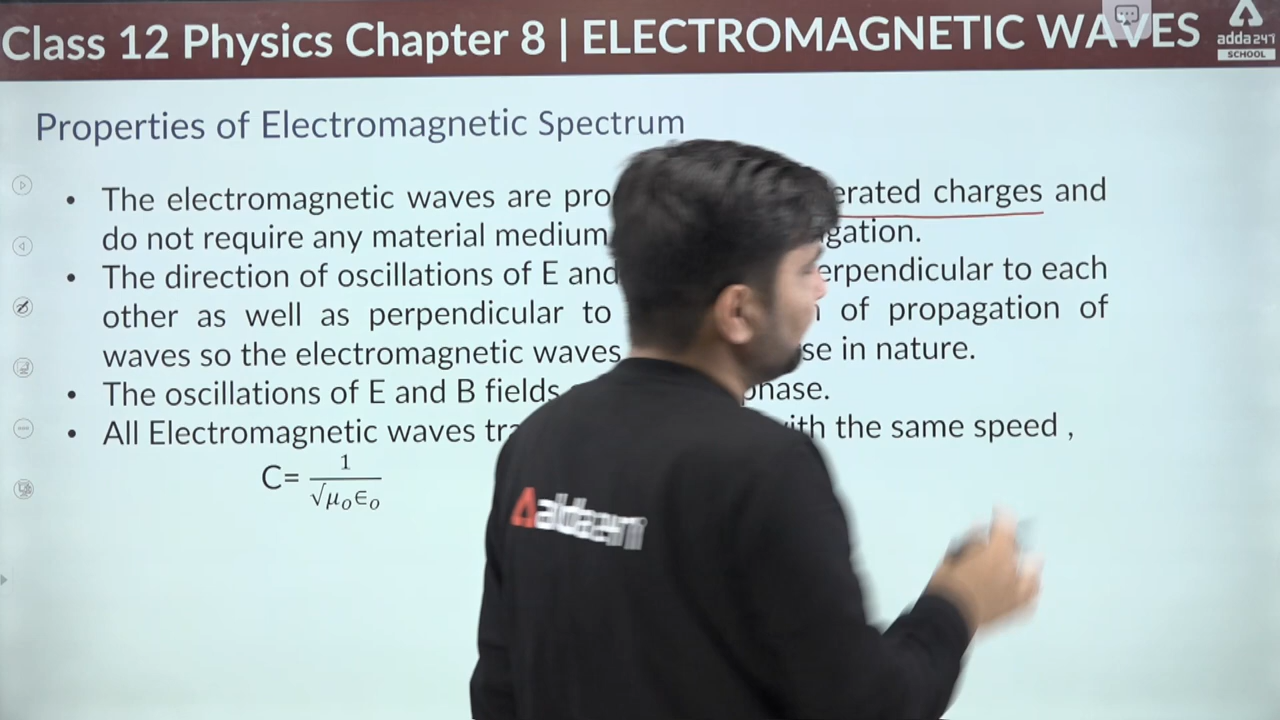 Class 12 Physics Chapter 8 | ELECTROMAGNETIC WAVES
adda247
SCHOOL
Properties of Electromagnetic Spectrum
• The electromagnetic waves are pro erated charges and
do not require any material medium gation.
• The direction of oscillations of E and erpendicular to each
other as well as perpendicular to of propagation of
waves so the electromagnetic waves se in nature.
• The oscillations of E and B fields phase.
• All Electromagnetic waves tra ith the same speed ,
C= 1/√μ₀ϵ₀
adda247